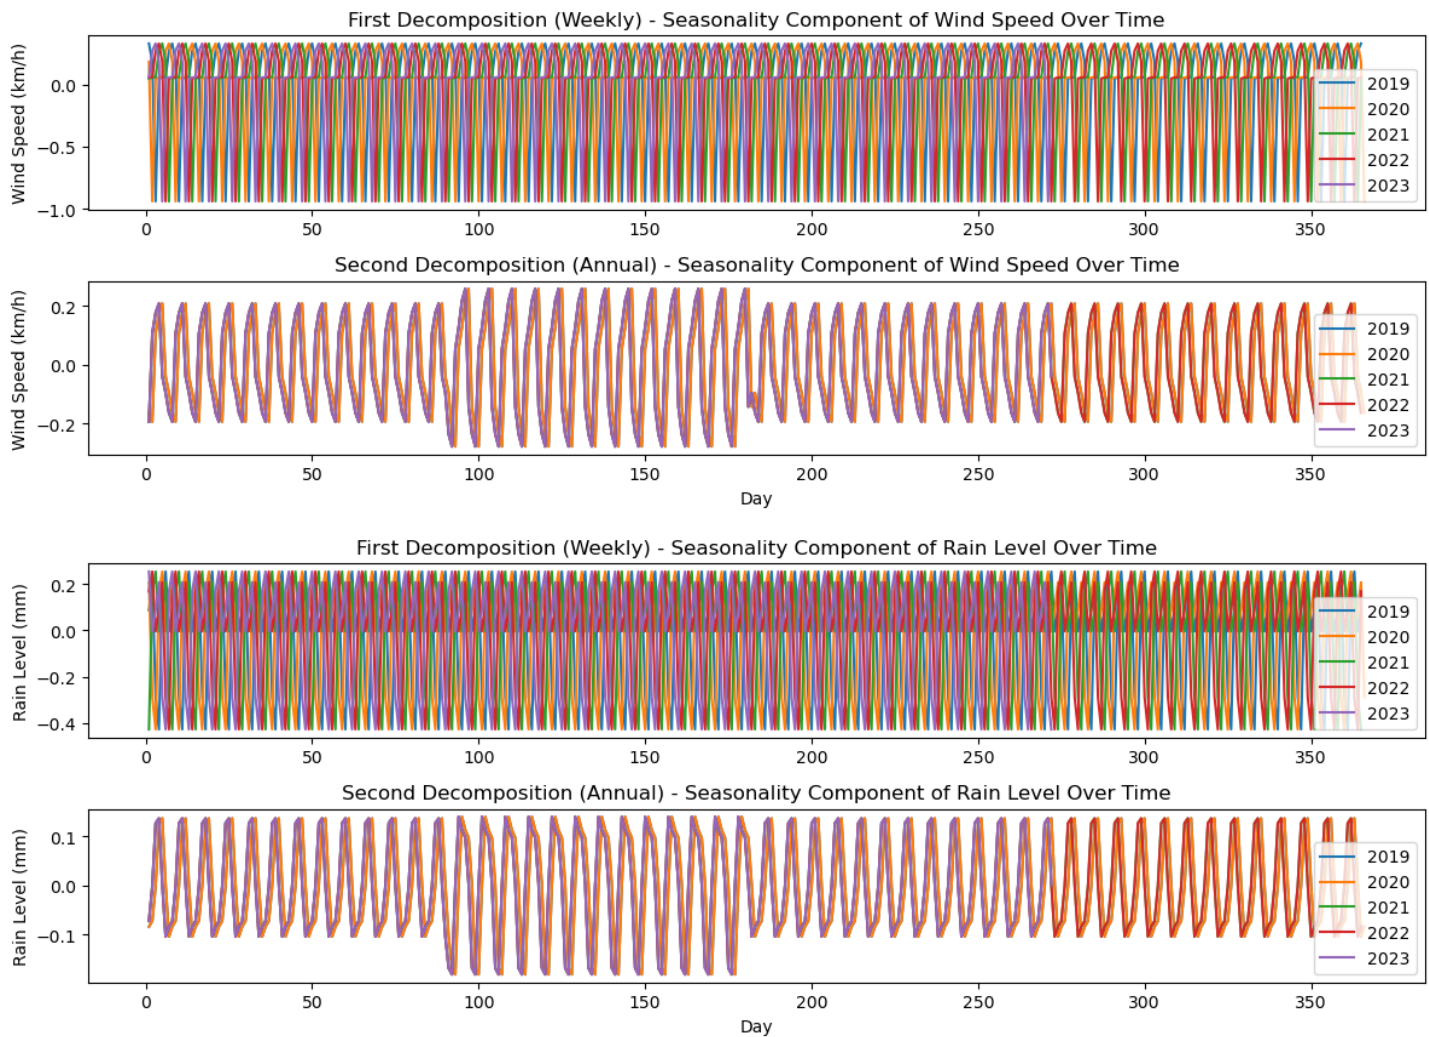 First Decomposition (Weekly) - Seasonality Component of Wind Speed Over Time
Wind Speed (km/h)
0.0
−0.5
−1.0
0 50 100 150 200 250 300 350
2019
2020
2021
2022
2023
Second Decomposition (Annual) - Seasonality Component of Wind Speed Over Time
Wind Speed (km/h)
0.2
0.0
−0.2
0 50 100 150 200 250 300 350
Day
2019
2020
2021
2022
2023
First Decomposition (Weekly) - Seasonality Component of Rain Level Over Time
Rain Level (mm)
0.2
0.0
−0.2
−0.4
0 50 100 150 200 250 300 350
2019
2020
2021
2022
2023
Second Decomposition (Annual) - Seasonality Component of Rain Level Over Time
Rain Level (mm)
0.1
0.0
−0.1
0 50 100 150 200 250 300 350
Day
2019
2020
2021
2022
2023